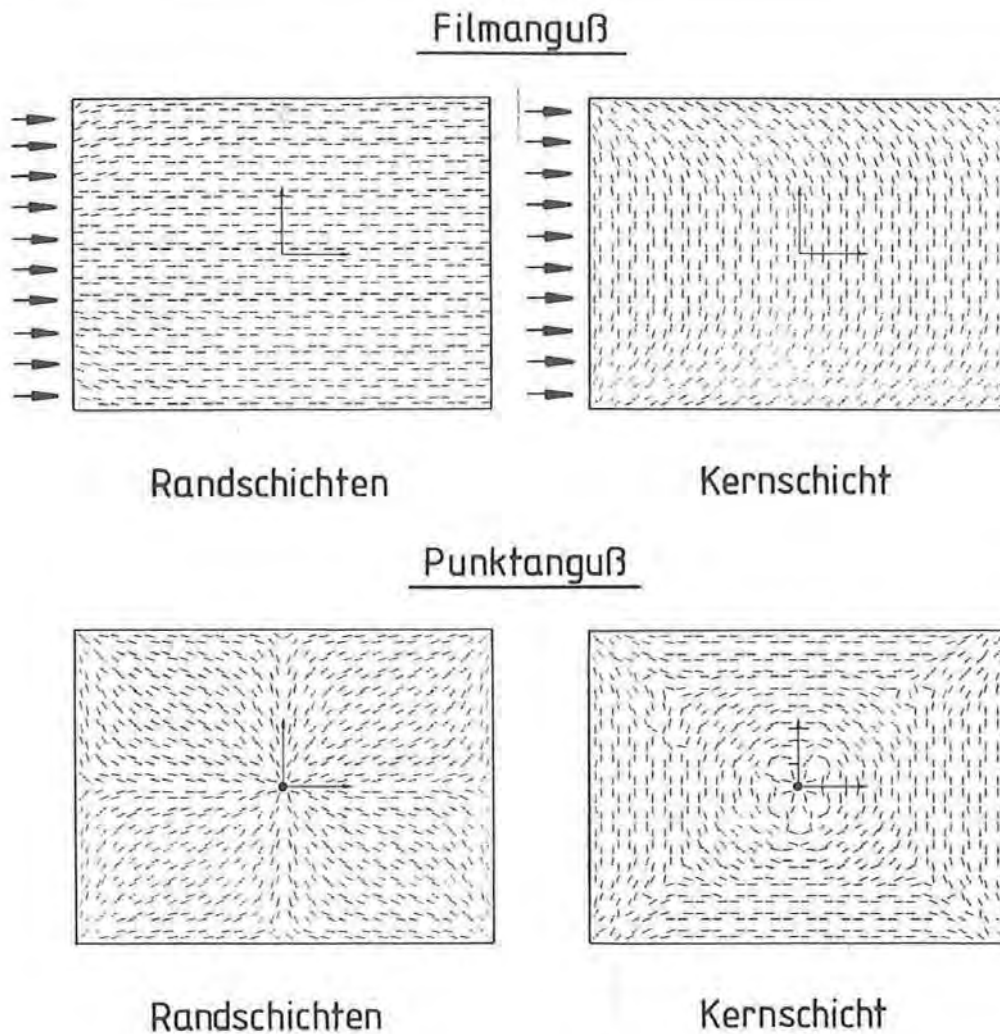 Filmanguß
Randschichten
Kernschicht
Punktanguß
Randschichten
Kernschicht